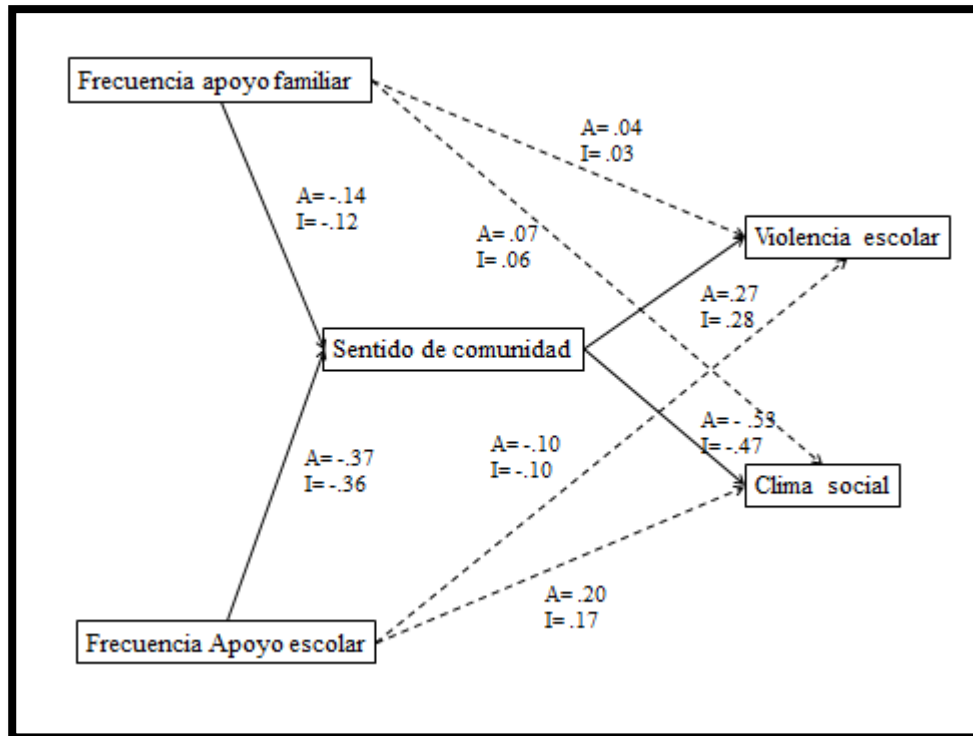 Frecuencia apoyo familiar
A= .04
I= .03
A= -.14
I= -.12
A= .07
I= .06
Violencia escolar
A=.27
I=.28
Sentido de comunidad
A= - .53
I=-.47
A= -.10
I= -.10
A= -.37
I= -.36
Clima social
A= .20
I= .17
Frecuencia Apoyo escolar